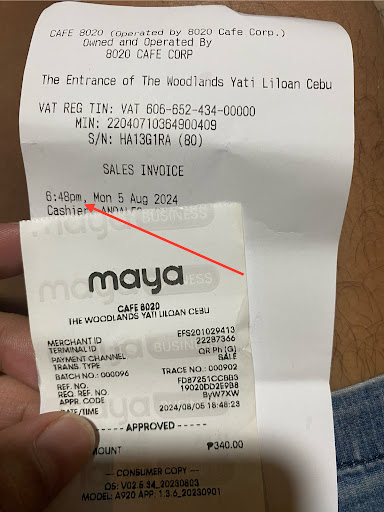 CAFE 8020 (Operated by 8020 Cafe Corp.)
Owned and Operated By
8020 CAFE CORP
The Entrance of The Woodlands Yati Liloan Cebu
VAT REG TIN: VAT 606-652-434-00000
MIN: 22040710364900409
S/N: HA13G1RA (80)
SALES INVOICE
6:48pm, Mon 5 Aug 2024
Cashier
maya
BUSINESS
CAFE 8020
THE WOODLANDS YATI LILOAN CEBU
MERCHANT ID EFS201029413
TERMINAL ID 22287366
PAYMENT CHANNEL QR Ph (G)
TRANS. TYPE SALE
BATCH NO.: 000096 TRACE NO.: 000902
REF. NO. FD87251CCBB3
REQ. REF. NO. 19020DD2E9B8
APPR. CODE ByW7XW
DATE/TIME 2024/08/05 18:48:23
----- APPROVED -----
AMOUNT ₱340.00
--- CONSUMER COPY ---
OS: V02.6.34_20230803
MODEL: A920 APP: 1.3.6_20230901